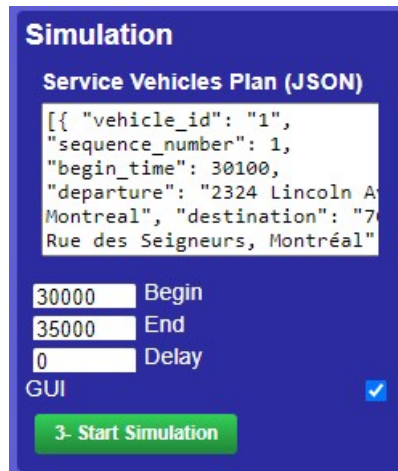 Simulation
Service Vehicles Plan (JSON)
[{ "vehicle_id": "1",
"sequence_number": 1,
"begin_time": 30100,
"departure": "2324 Lincoln
Montreal", "destination":
Rue des Seigneurs, Montréal"
30000 Begin
35000 End
0 Delay
GUI
3- Start Simulation